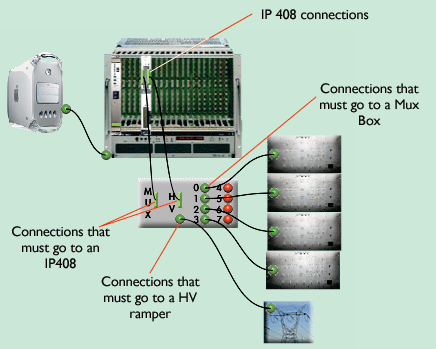 IP 408 connections
Connections that
must go to a Mux
Box
M
U
X
H
V
0 4
1 5
2 6
3 7
Connections that
must go to an
IP408
Connections that
must go to a HV
ramper